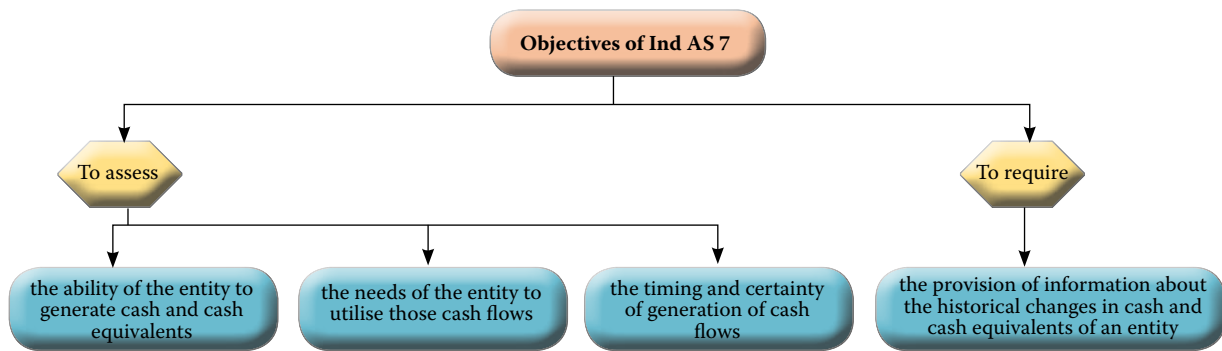 Objectives of Ind AS 7
To assess
To require
the ability of the entity to
generate cash and cash
equivalents
the needs of the entity to
utilise those cash flows
the timing and certainty
of generation of cash
flows
the provision of information about
the historical changes in cash and
cash equivalents of an entity